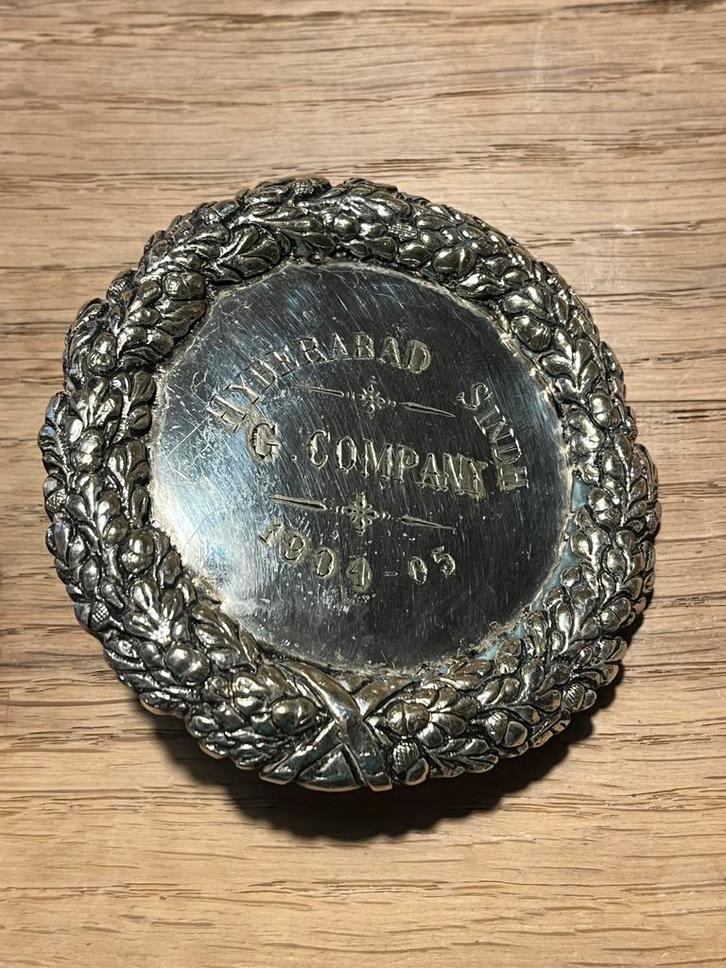 HYDERABAD SINDH
G. COMPANY
1904-05